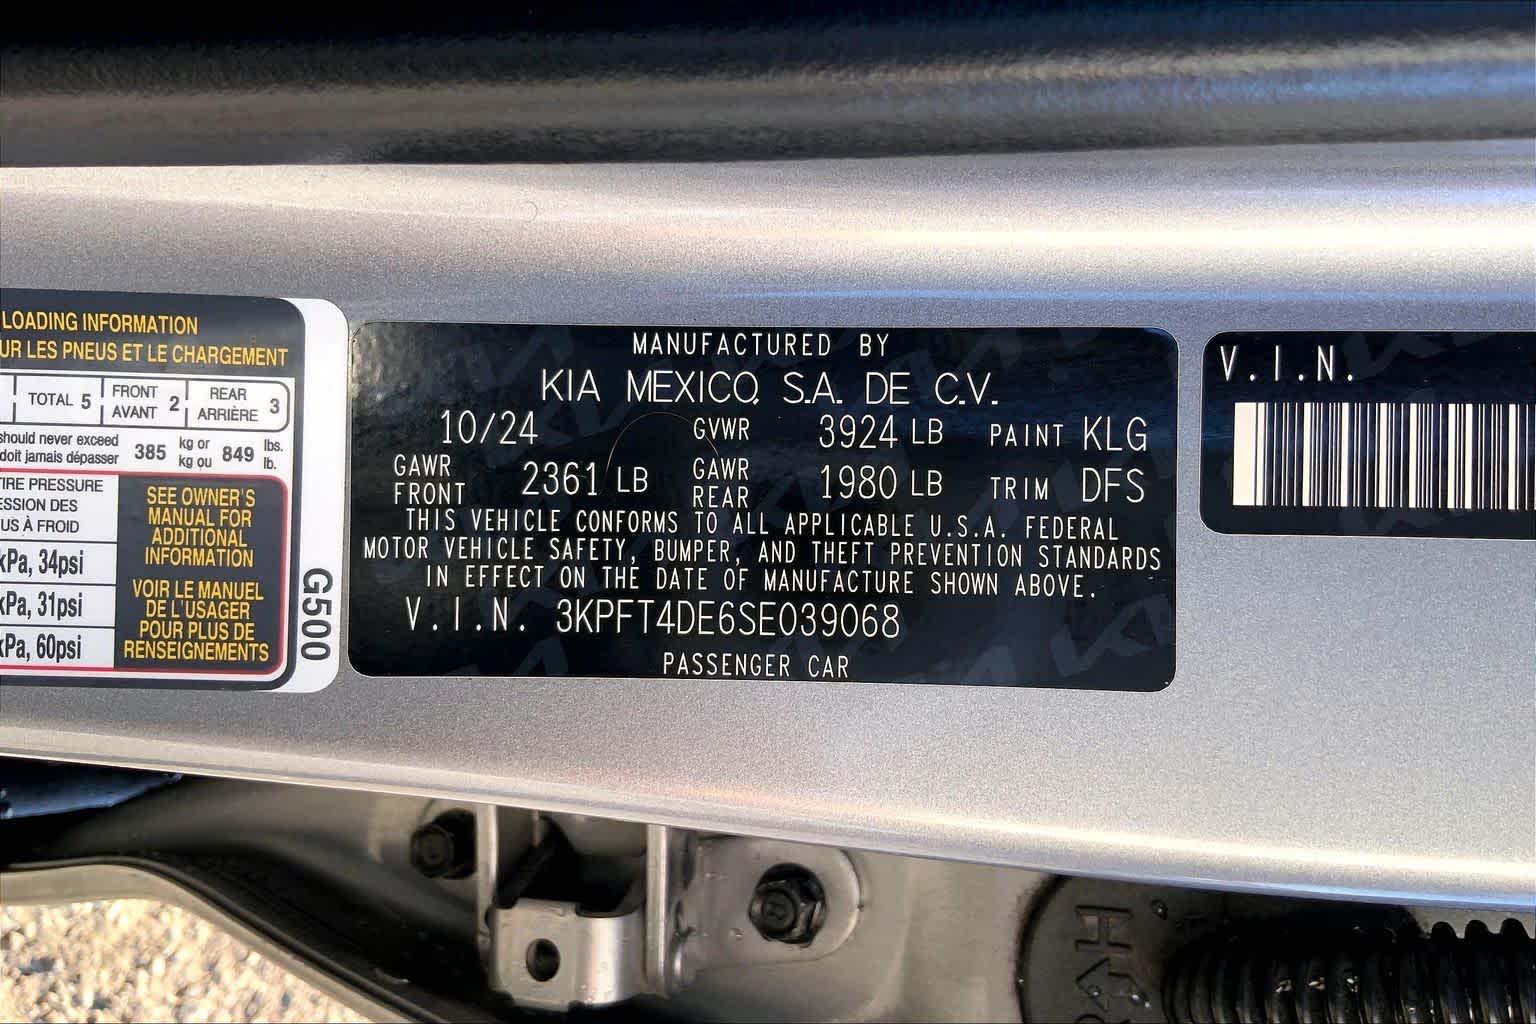 LOADING INFORMATION
UR LES PNEUS ET LE CHARGEMENT
TOTAL 5 FRONT AVANT 2 REAR ARRIÈRE 3
should never exceed
doit jamais dépasser 385 kg or kg ou 849 lbs. lb.
TIRE PRESSURE
ESSION DES
US À FROID
kPa, 34psi
kPa, 31psi
kPa, 60psi
SEE OWNER'S
MANUAL FOR
ADDITIONAL
INFORMATION
VOIR LE MANUEL
DE L'USAGER
POUR PLUS DE
RENSEIGNEMENTS
G500
MANUFACTURED BY
KIA MEXICO, S.A. DE C.V.
10/24 GVWR 3924 LB PAINT KLG
GAWR FRONT 2361 LB GAWR REAR 1980 LB TRIM DFS
THIS VEHICLE CONFORMS TO ALL APPLICABLE U.S.A. FEDERAL
MOTOR VEHICLE SAFETY, BUMPER, AND THEFT PREVENTION STANDARDS
IN EFFECT ON THE DATE OF MANUFACTURE SHOWN ABOVE.
V.I.N. 3KPFT4DE6SE039068
PASSENGER CAR
V.I.N.